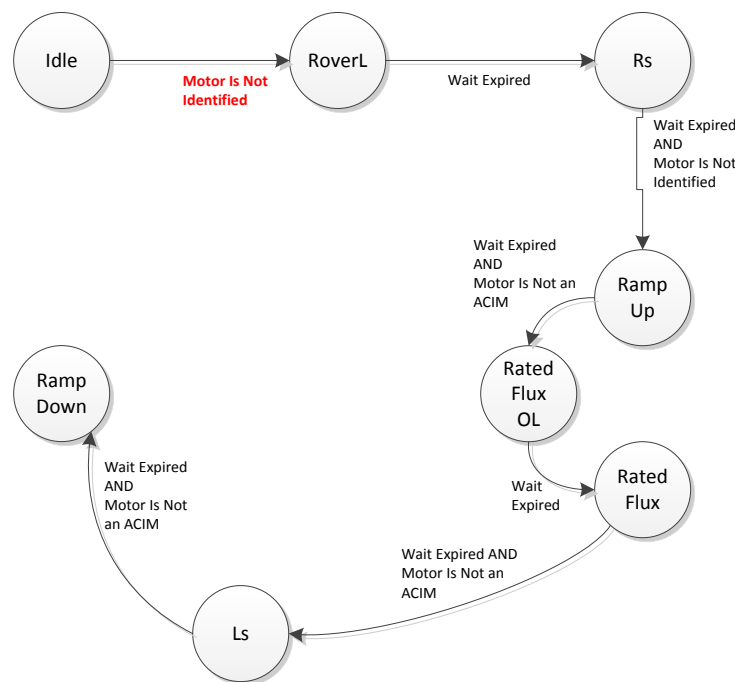 Idle
RoverL
Rs
Motor Is Not
Identified
Wait Expired
Wait Expired
AND
Motor Is Not
Identified
Wait Expired
AND
Motor Is Not an
ACIM
Ramp
Up
Rated
Flux
OL
Ramp
Down
Wait
Expired
Rated
Flux
Wait Expired
AND
Motor Is Not
an ACIM
Wait Expired AND
Motor Is Not an
ACIM
Ls